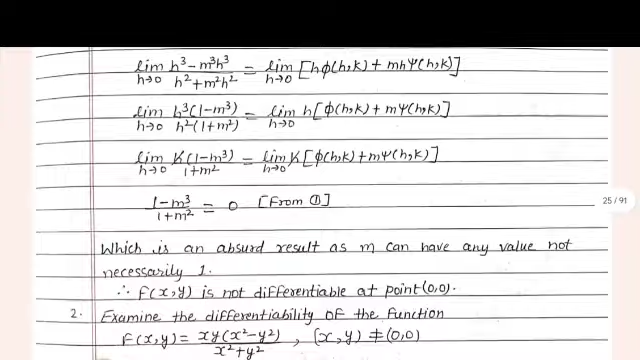 lim h→0 h³ - m³h³ / h² + m²h² = lim h→0 [hϕ(h,k) + mhΨ(h,k)]
lim h→0 h³(1-m³) / h²(1+m²) = lim h→0 h[ϕ(h,k) + mΨ(h,k)]
lim h→0 h(1-m³) / 1+m² = lim h→0 h[ϕ(h,k) + mΨ(h,k)]
1-m³ / 1+m² = 0 [From ①]
25 / 91
Which is an absurd result as m can have any value not
necessarily 1.
∴ F(x,y) is not differentiable at point (0,0).
2. Examine the differentiability of the function
F(x,y) = xy(x²-y²) / x²+y² , (x,y) ≠ (0,0)